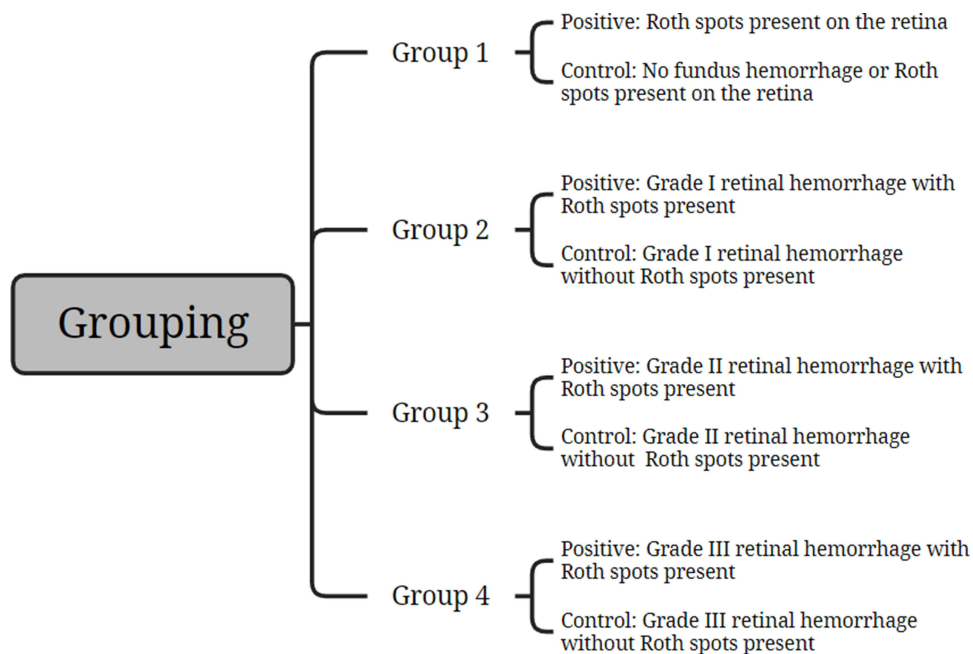 Grouping
Group 1
Positive: Roth spots present on the retina
Control: No fundus hemorrhage or Roth
spots present on the retina
Group 2
Positive: Grade I retinal hemorrhage with
Roth spots present
Control: Grade I retinal hemorrhage
without Roth spots present
Group 3
Positive: Grade II retinal hemorrhage with
Roth spots present
Control: Grade II retinal hemorrhage
without  Roth spots present
Group 4
Positive: Grade III retinal hemorrhage with
Roth spots present
Control: Grade III retinal hemorrhage
without Roth spots present